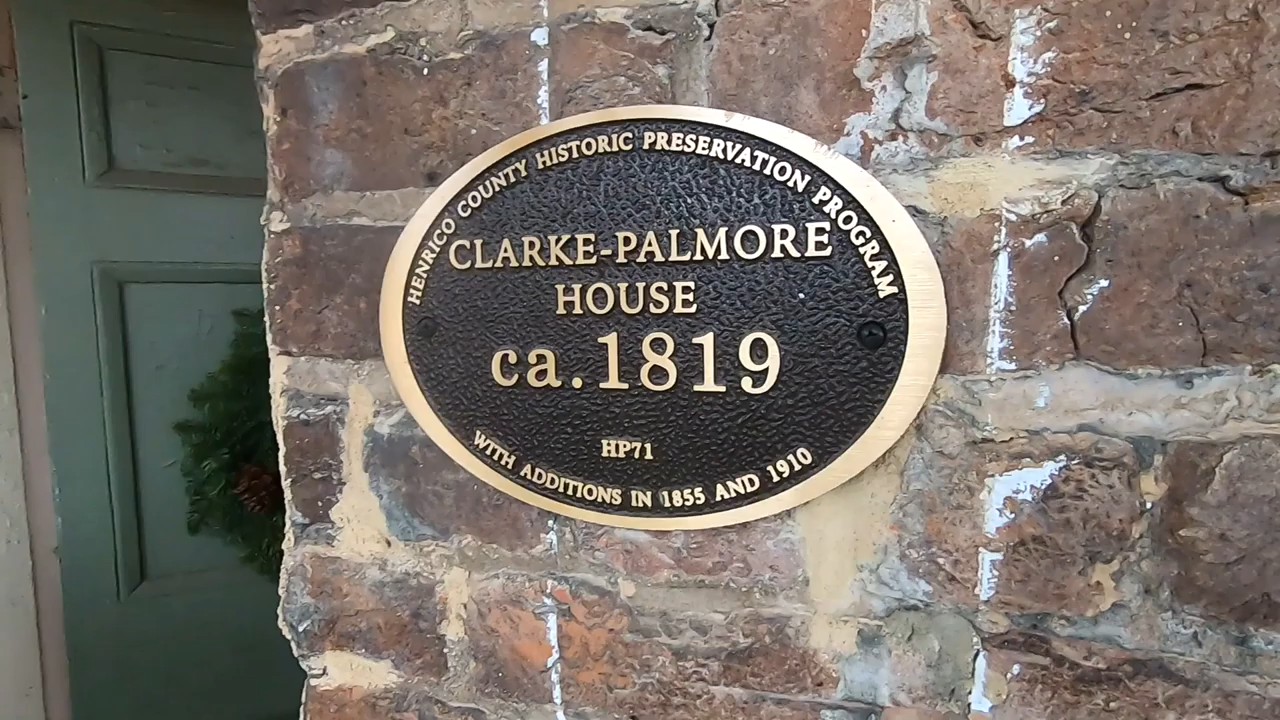 HENRICO COUNTY HISTORIC PRESERVATION PROGRAM
CLARKE-PALMORE
HOUSE
ca.1819
HP71
WITH ADDITIONS IN 1855 AND 1910